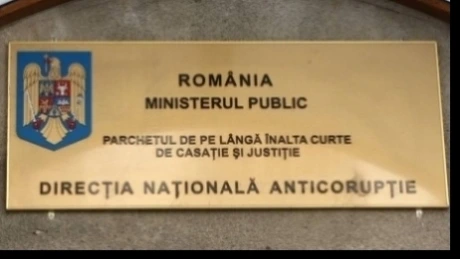 ROMÂNIA
MINISTERUL PUBLIC
PARCHETUL DE PE LÂNGĂ ÎNALTA CURTE
DE CASAȚIE ȘI JUSTIȚIE
DIRECȚIA NAȚIONALĂ ANTICORUPȚIE